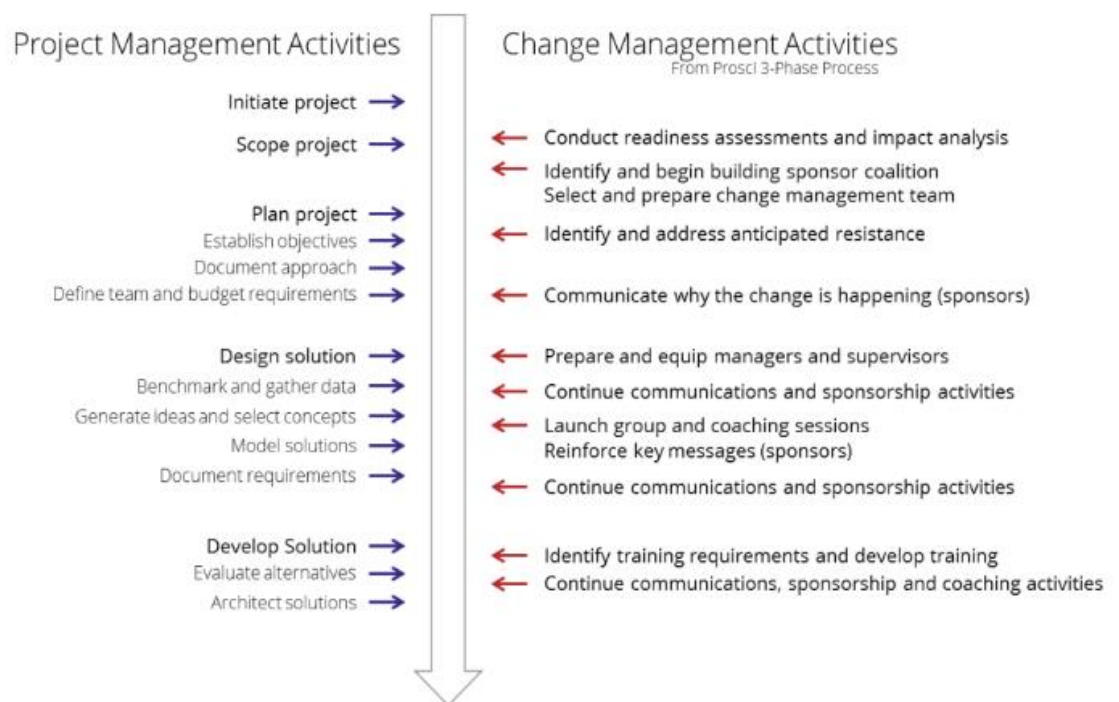 Project Management Activities
Initiate project
Scope project
Plan project
Establish objectives
Document approach
Define team and budget requirements
Design solution
Benchmark and gather data
Generate ideas and select concepts
Model solutions
Document requirements
Develop Solution
Evaluate alternatives
Architect solutions
Change Management Activities
From Prosci 3-Phase Process
Conduct readiness assessments and impact analysis
Identify and begin building sponsor coalition
Select and prepare change management team
Identify and address anticipated resistance
Communicate why the change is happening (sponsors)
Prepare and equip managers and supervisors
Continue communications and sponsorship activities
Launch group and coaching sessions
Reinforce key messages (sponsors)
Continue communications and sponsorship activities
Identify training requirements and develop training
Continue communications, sponsorship and coaching activities